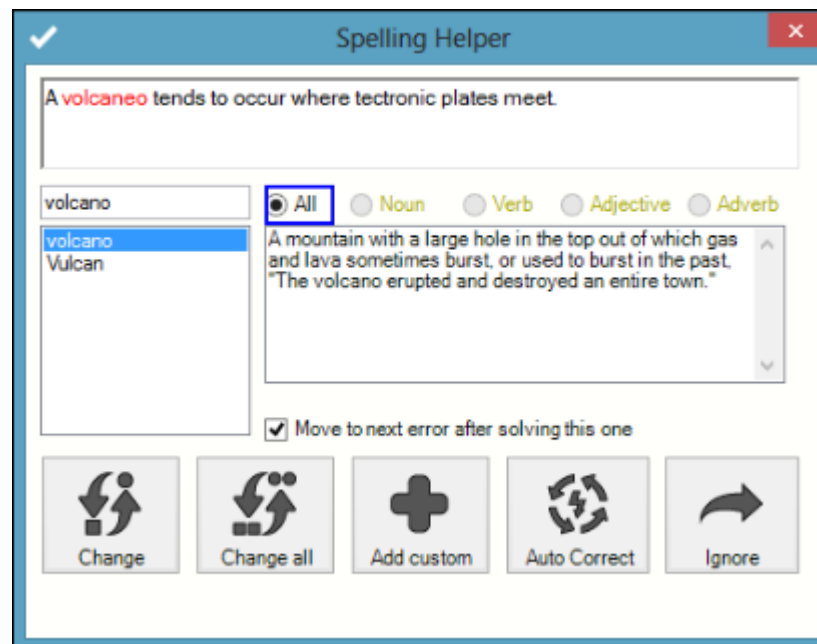 Spelling Helper
A volcaneo tends to occur where tectronic plates meet.
volcano
All Noun Verb Adjective Adverb
volcano
Vulcan
A mountain with a large hole in the top out of which gas
and lava sometimes burst, or used to burst in the past,
"The volcano erupted and destroyed an entire town."
Move to next error after solving this one
Change Change all Add custom Auto Correct Ignore